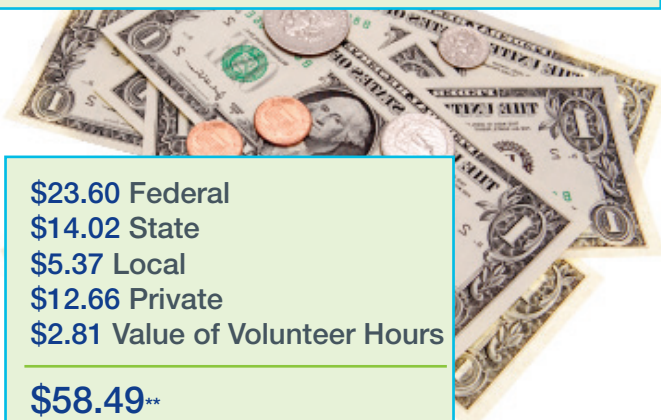 $23.60 Federal
$14.02 State
$5.37 Local
$12.66 Private
$2.81 Value of Volunteer Hours
$58.49**